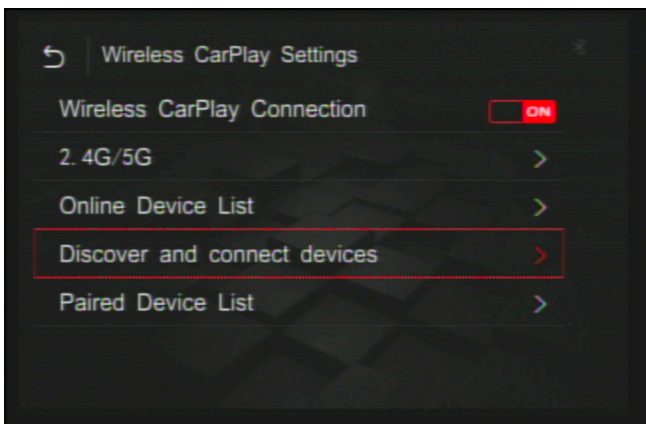 Wireless CarPlay Settings
Wireless CarPlay Connection ON
2.4G/5G
Online Device List
Discover and connect devices
Paired Device List